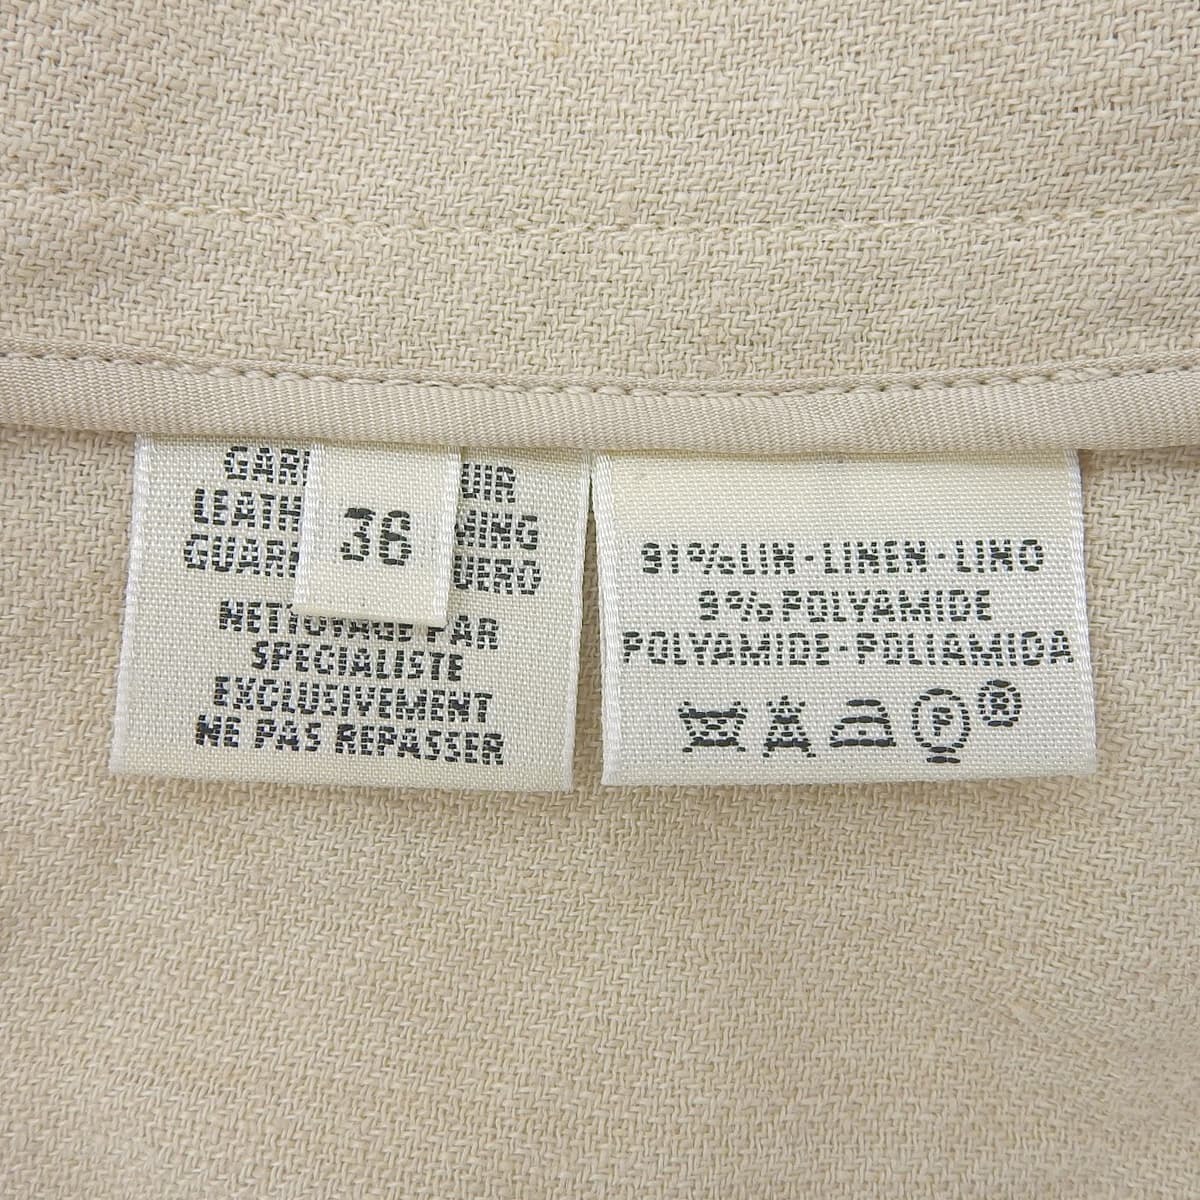 36
NETTOYAGE PAR
SPECIALISTE
EXCLUSIVEMENT
NE PAS REPASSER
91%LIN-LINEN-LINO
9%POLYAMIDE
POLYAMIDE-POLIAMIDA
P R